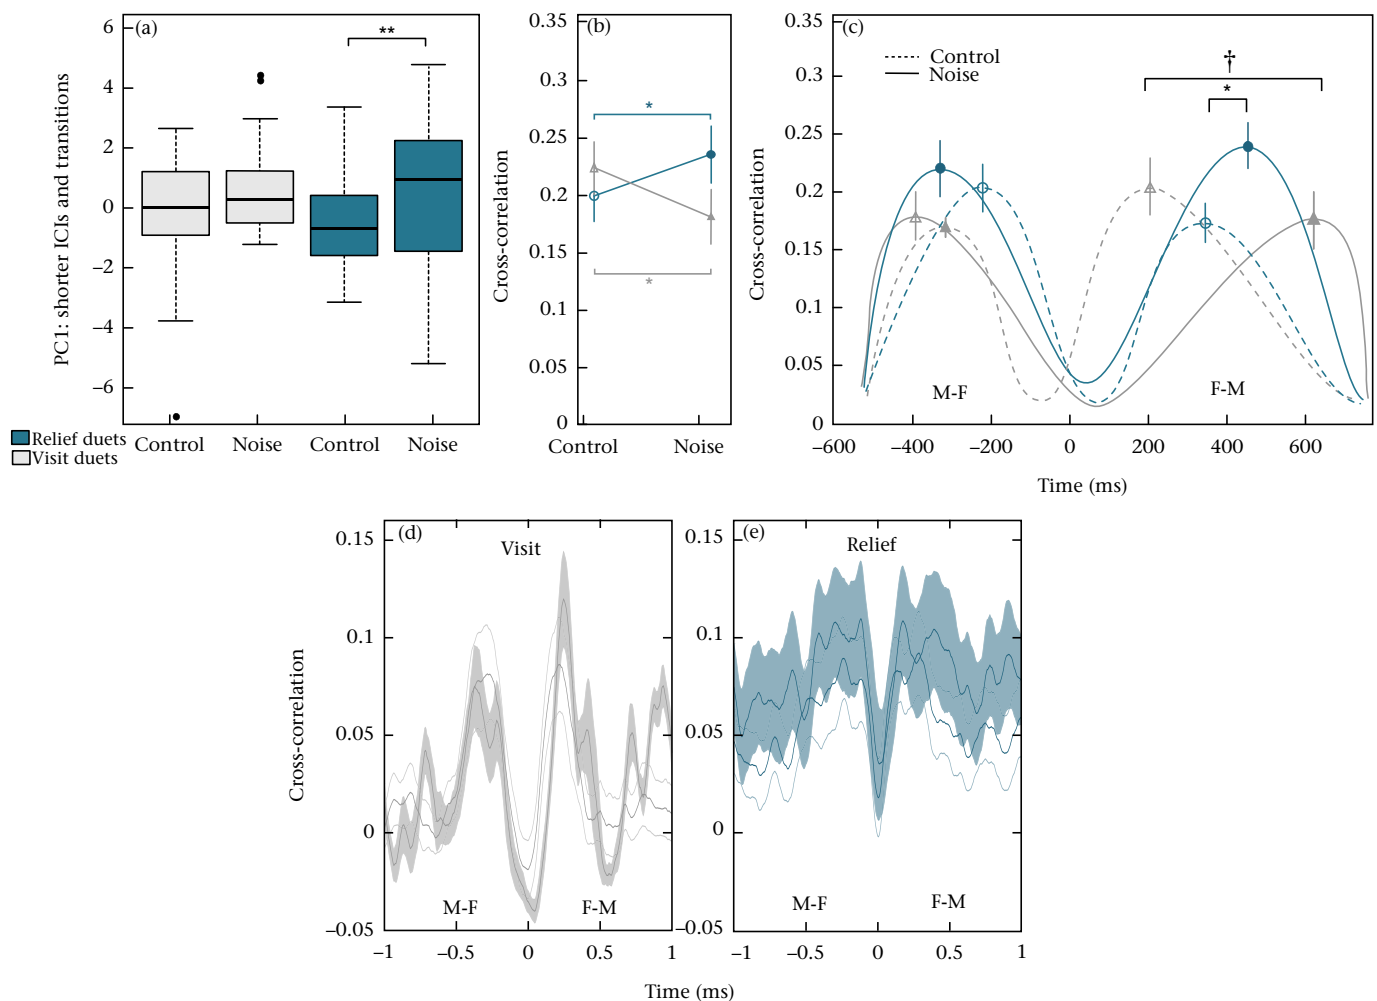 (a)
PC1: shorter ICIs and transitions
6
4
2
0
−2
−4
−6
**
Control
Noise
Control
Noise
Relief duets
Visit duets
(b)
Cross-correlation
0.35
0.3
0.25
0.2
0.15
0.1
0.05
0
*
*
Control
Noise
(c)
Cross-correlation
0.35
0.3
0.25
0.2
0.15
0.1
0.05
0
Control
Noise
†
*
M-F
F-M
−600
−400
−200
0
200
400
600
Time (ms)
(d)
Visit
Cross-correlation
0.15
0.1
0.05
0
−0.05
M-F
F-M
−1
−0.5
0
0.5
1
(e)
Relief
0.15
0.1
0.05
0
−0.05
M-F
F-M
−1
−0.5
0
0.5
1
Time (ms)